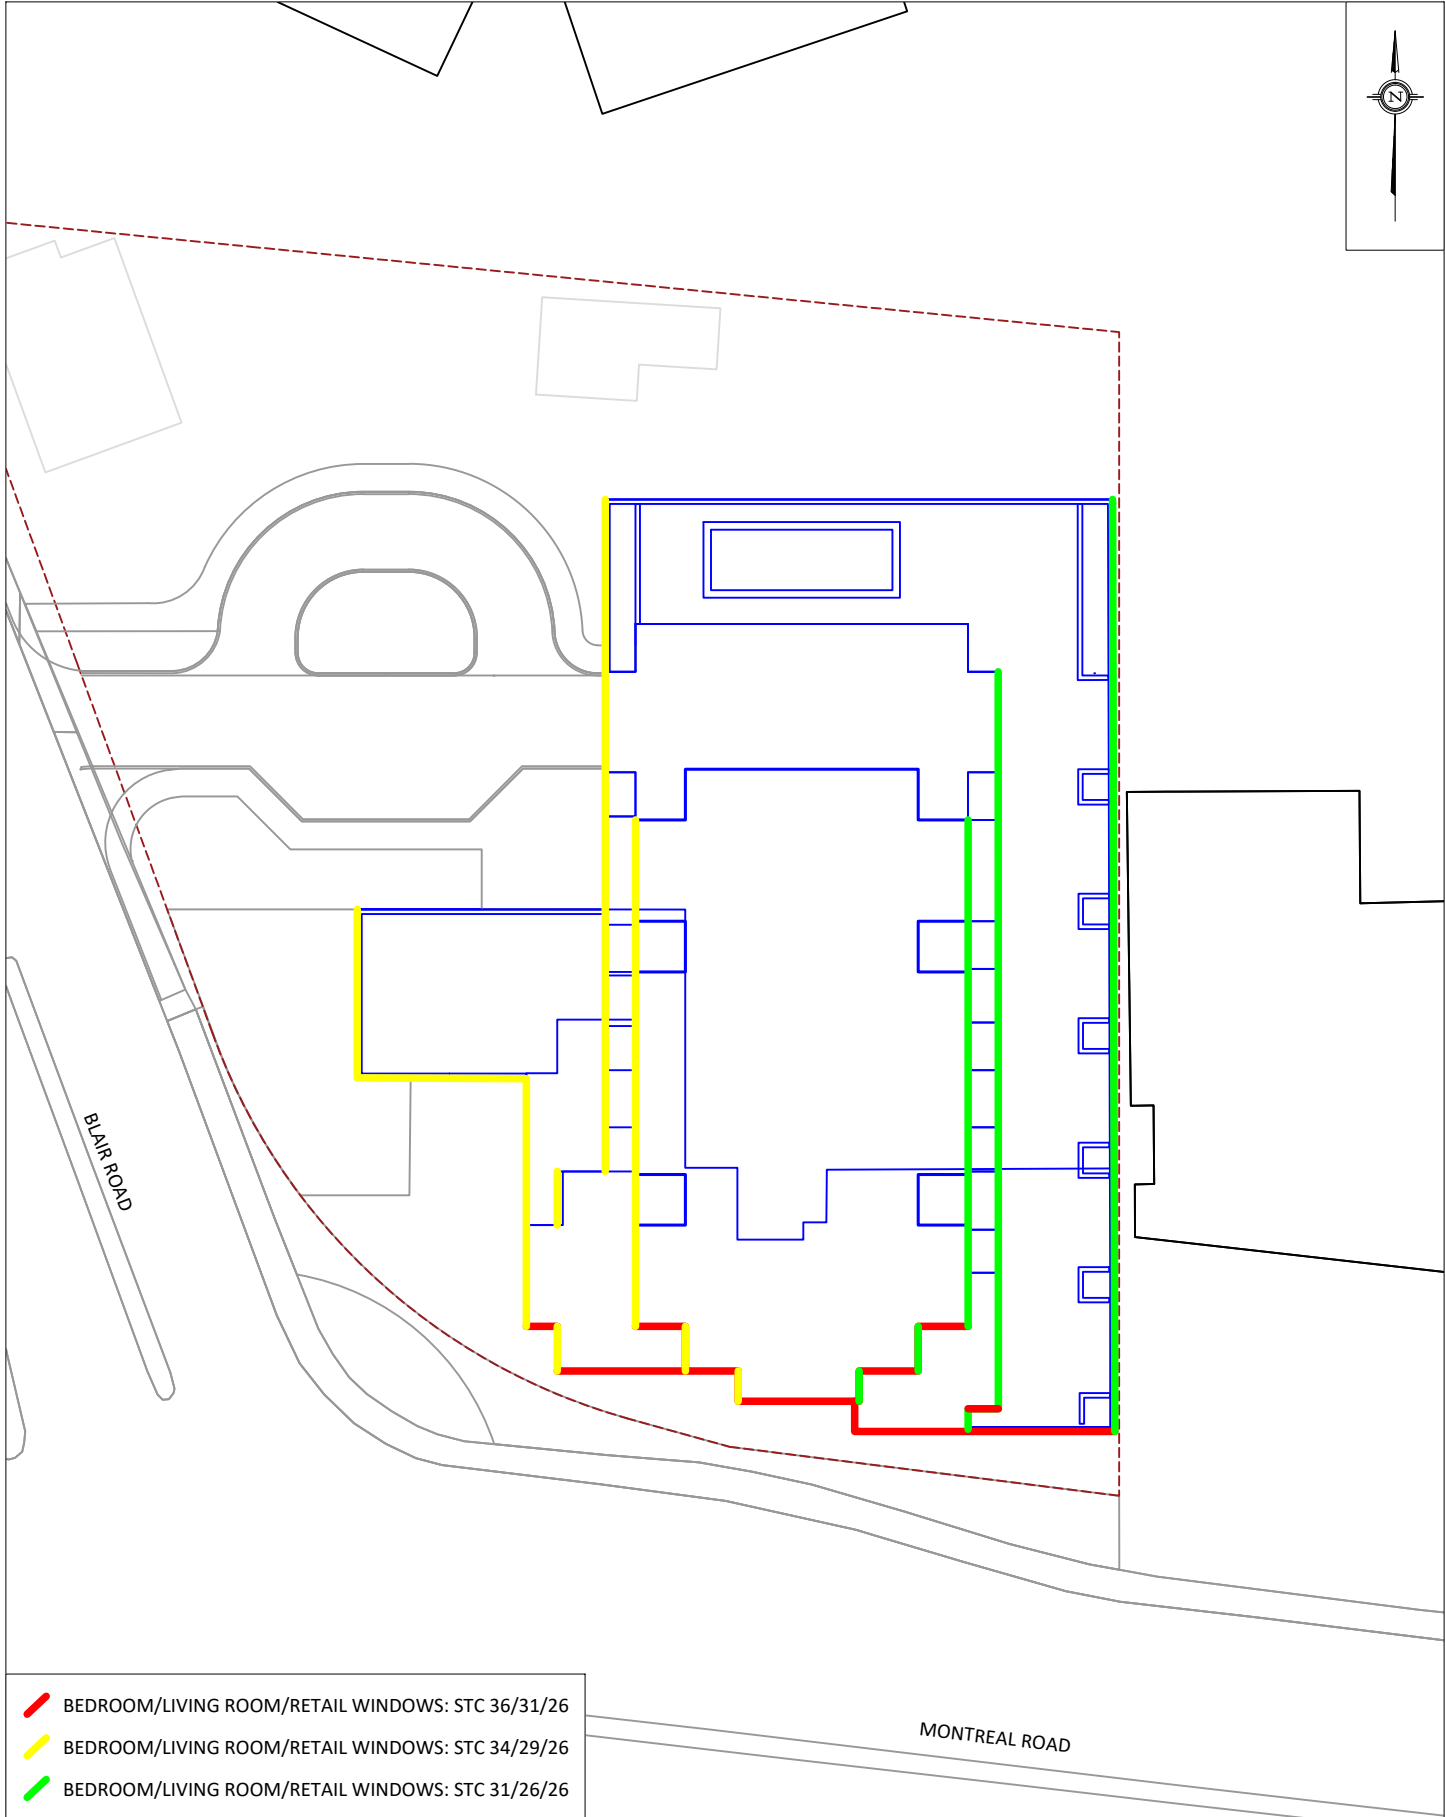 N
BLAIR ROAD
MONTREAL ROAD
BEDROOM/LIVING ROOM/RETAIL WINDOWS: STC 36/31/26
BEDROOM/LIVING ROOM/RETAIL WINDOWS: STC 34/29/26
BEDROOM/LIVING ROOM/RETAIL WINDOWS: STC 31/26/26